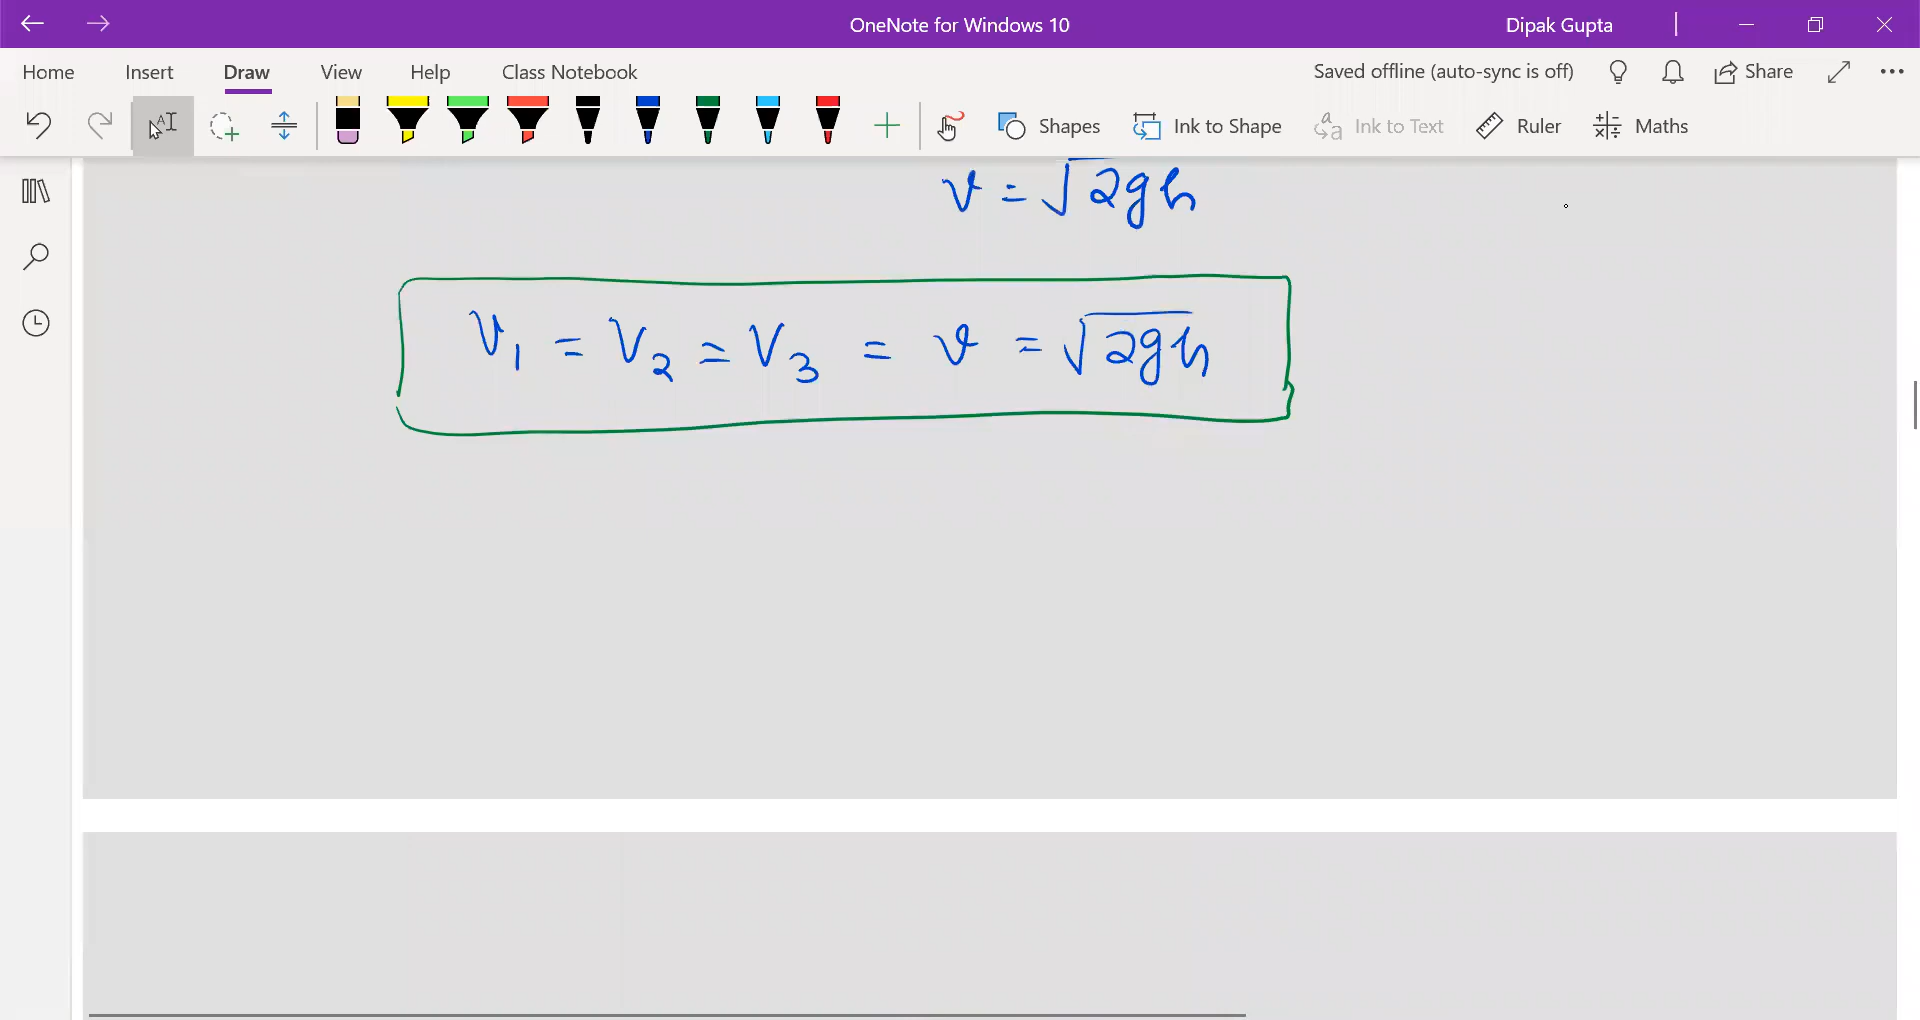 OneNote for Windows 10 Dipak Gupta
Home Insert Draw View Help Class Notebook Saved offline (auto-sync is off) Share
Shapes Ink to Shape Ink to Text Ruler Maths
v = √2gh
V₁ = V₂ = V₃ = v = √2gh